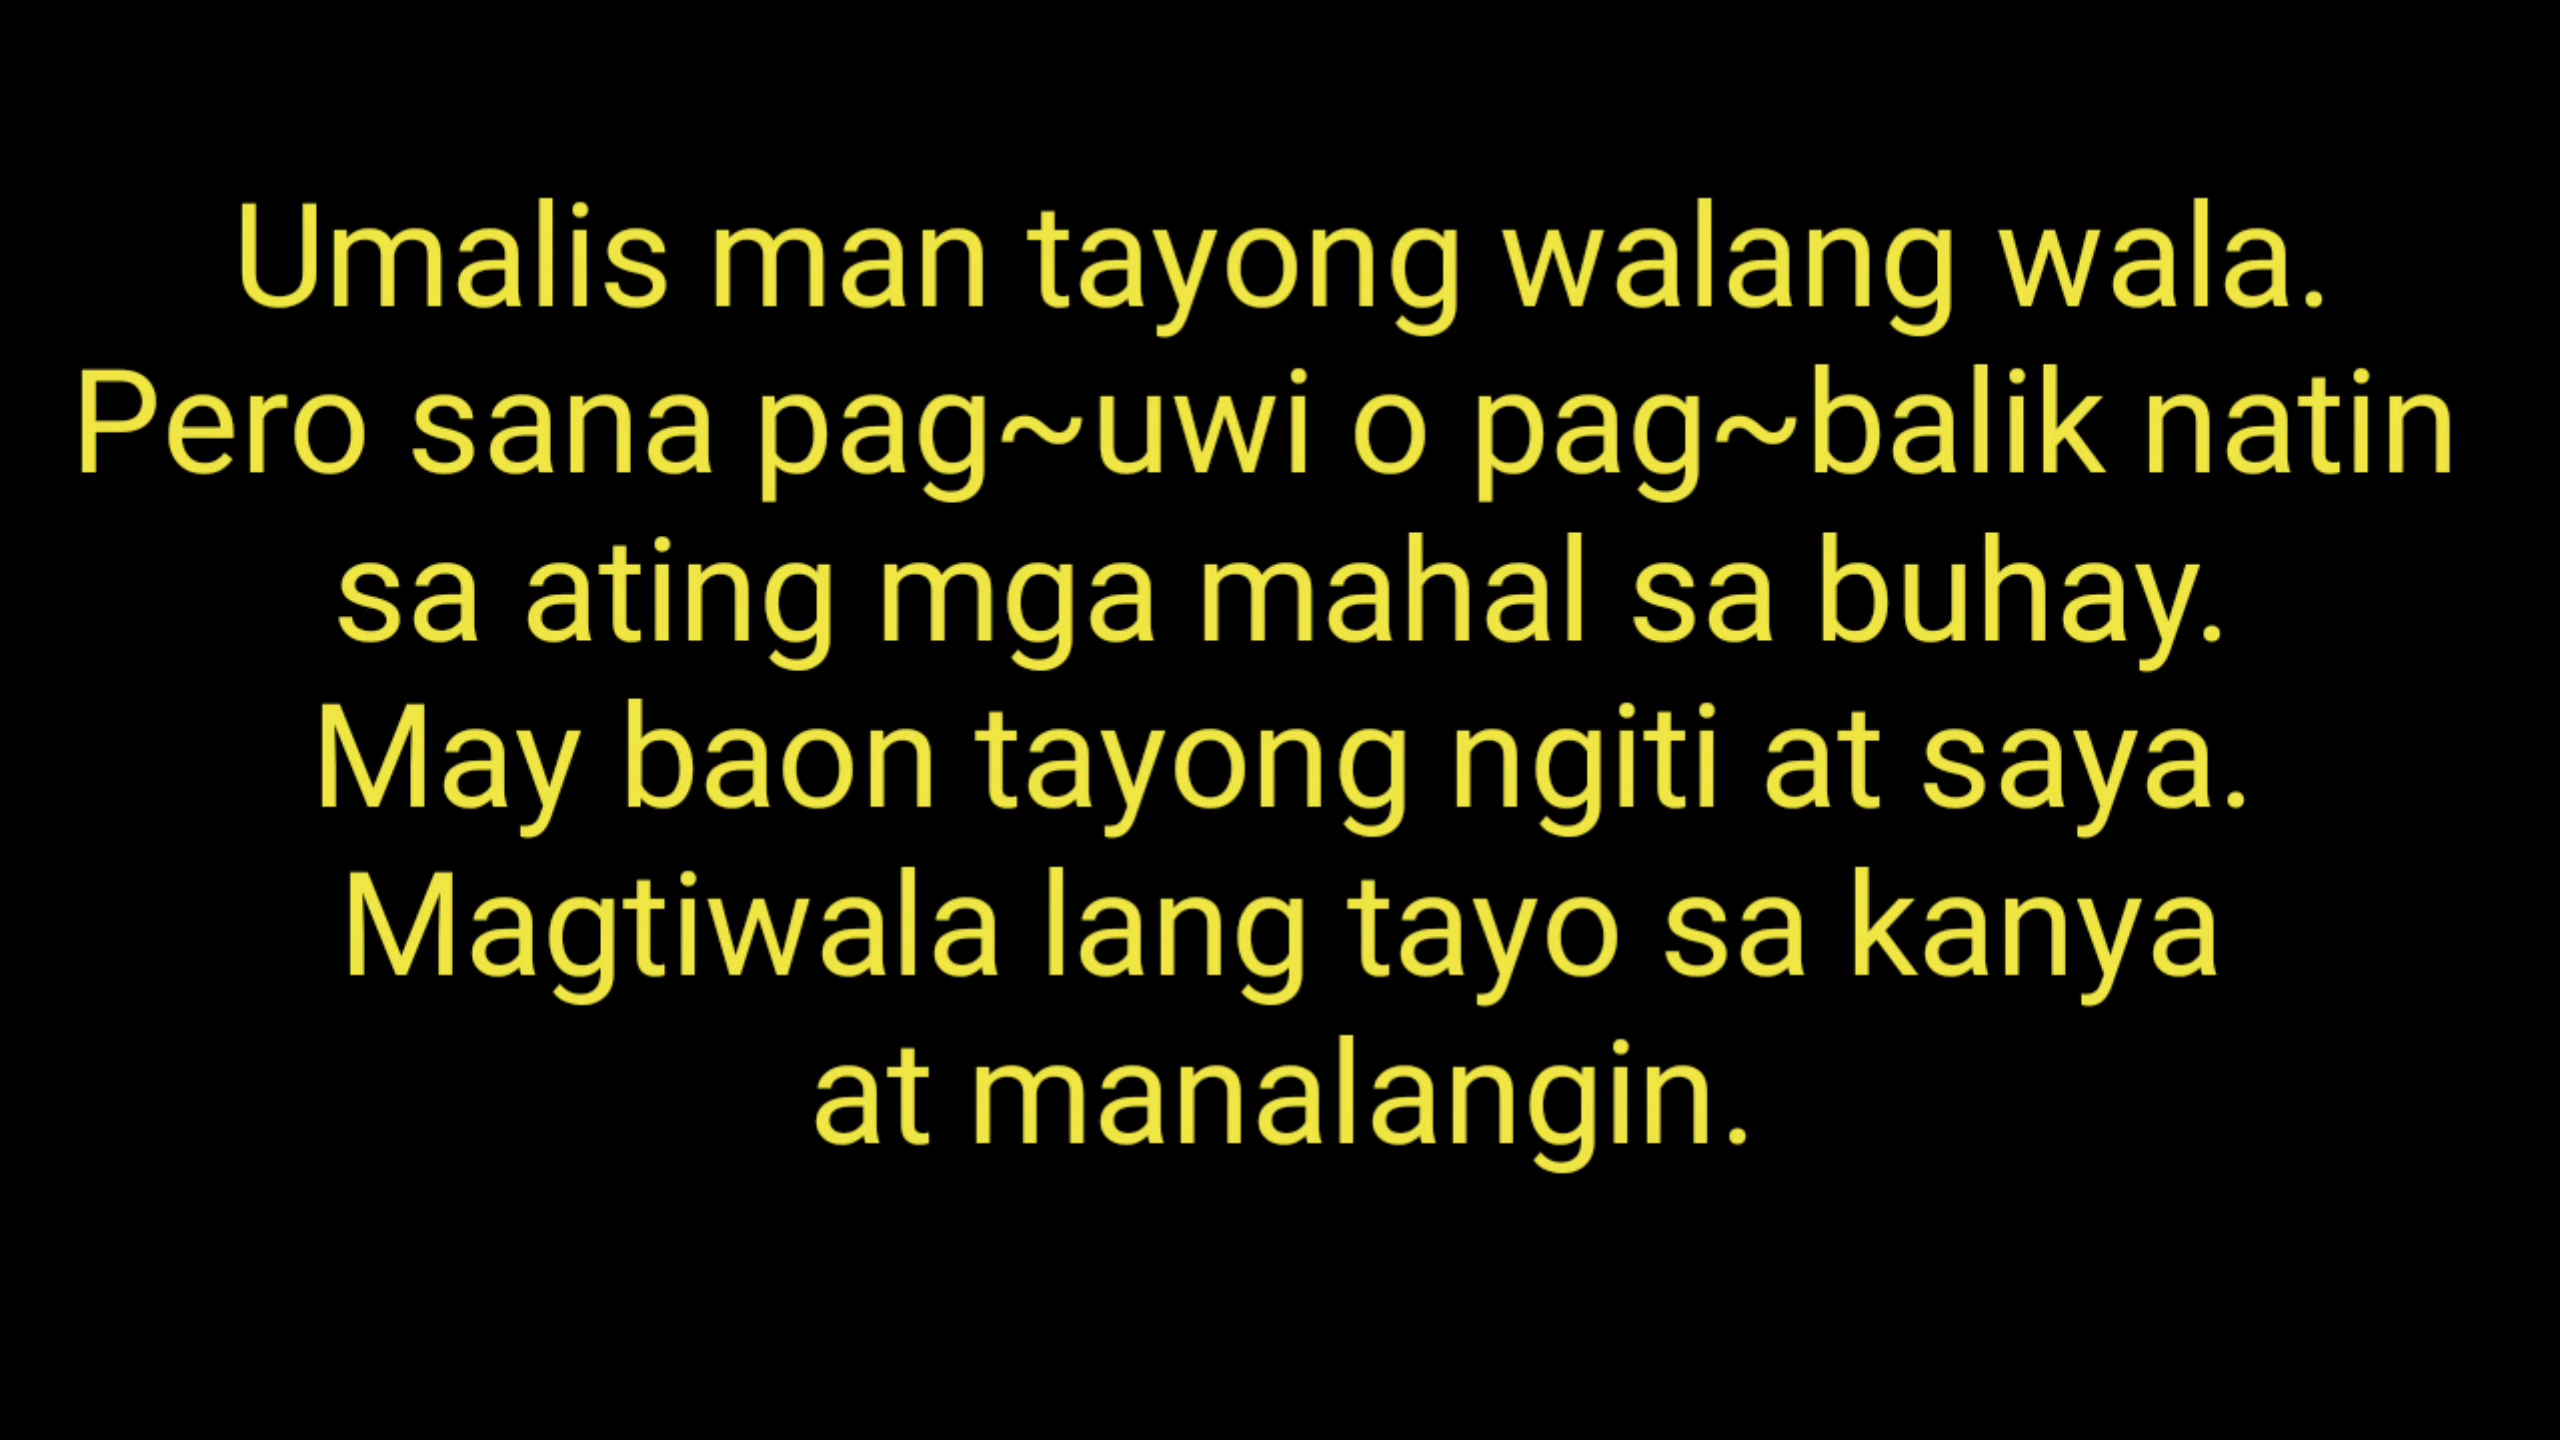 Umalis man tayong walang wala.
Pero sana pag~uwi o pag~balik natin
sa ating mga mahal sa buhay.
May baon tayong ngiti at saya.
Magtiwala lang tayo sa kanya
at manalangin.